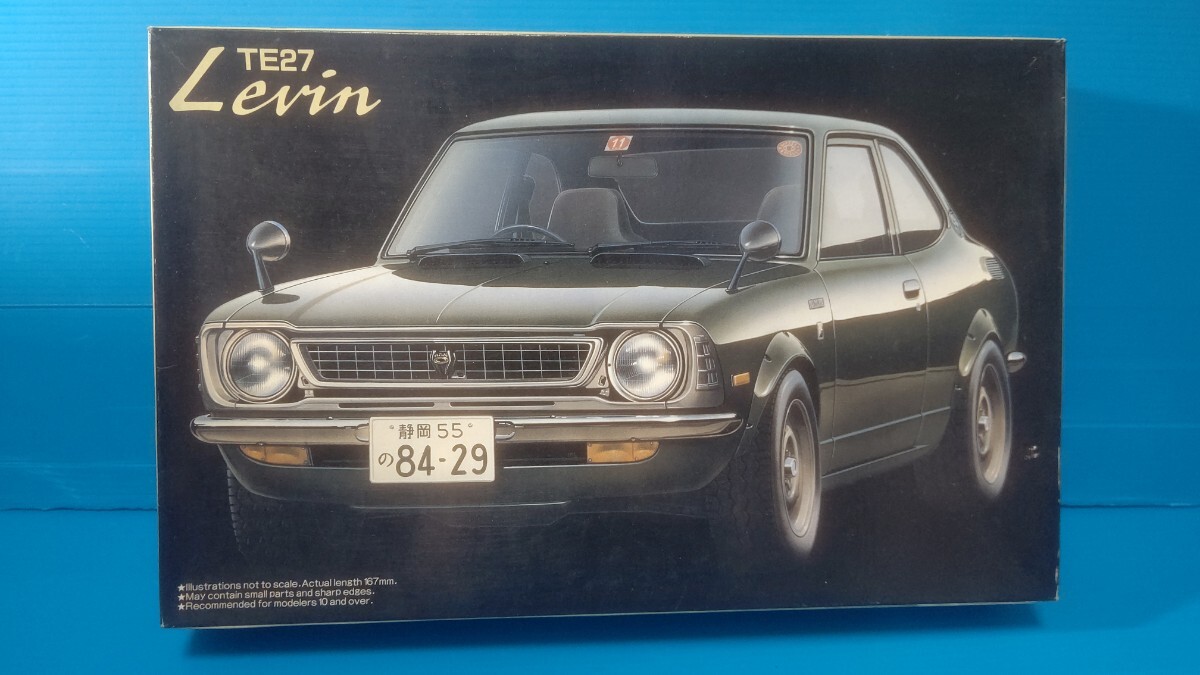 TE27
Levin
11
静岡 55
の 84-29
★Illustrations not to scale. Actual length 167mm.
★May contain small parts and sharp edges.
★Recommended for modelers 10 and over.